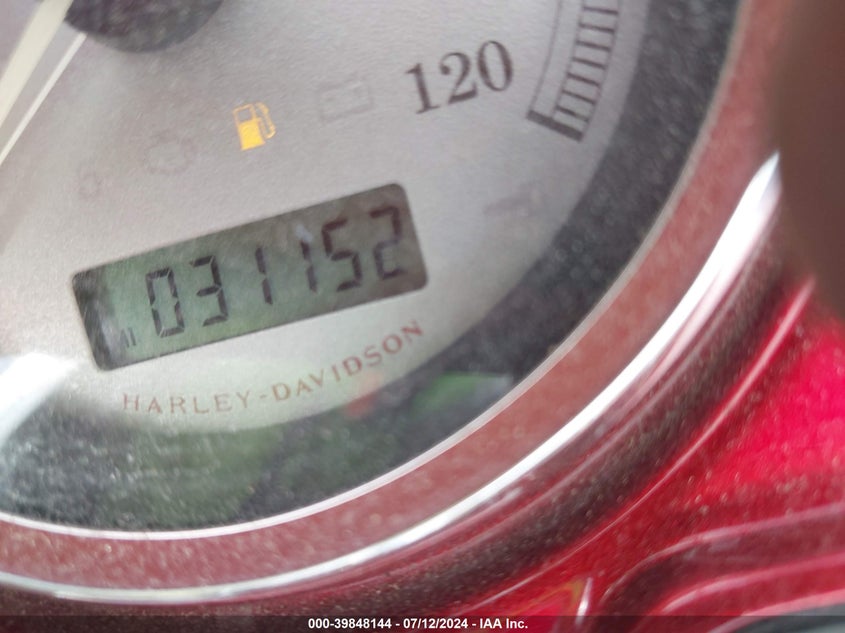 120
031152
HARLEY-DAVIDSON
000-39848144 - 07/12/2024 - IAA Inc.